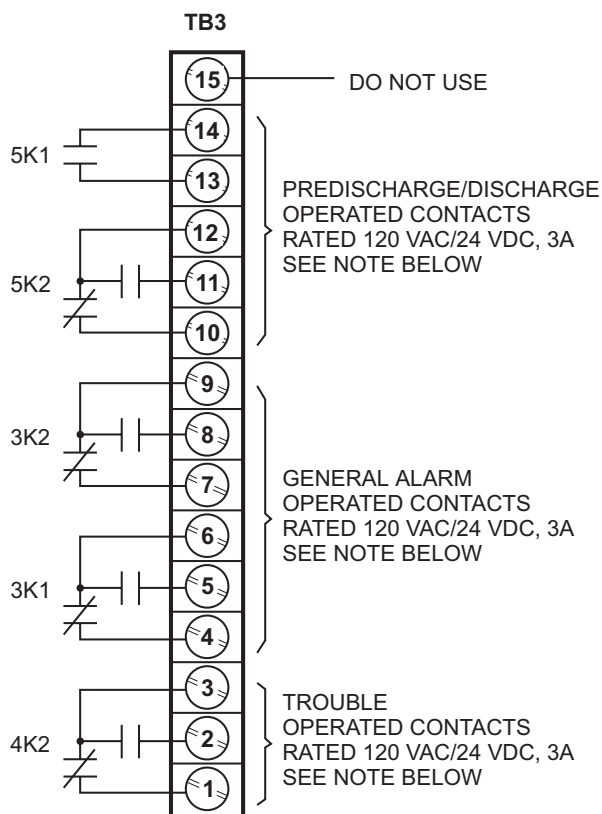 TB3
15
DO NOT USE
14
5K1
13
PREDISCHARGE/DISCHARGE
OPERATED CONTACTS
RATED 120 VAC/24 VDC, 3A
SEE NOTE BELOW
12
5K2
11
10
9
3K2
8
7
GENERAL ALARM
OPERATED CONTACTS
RATED 120 VAC/24 VDC, 3A
SEE NOTE BELOW
6
3K1
5
4
3
TROUBLE
OPERATED CONTACTS
RATED 120 VAC/24 VDC, 3A
SEE NOTE BELOW
4K2
2
1